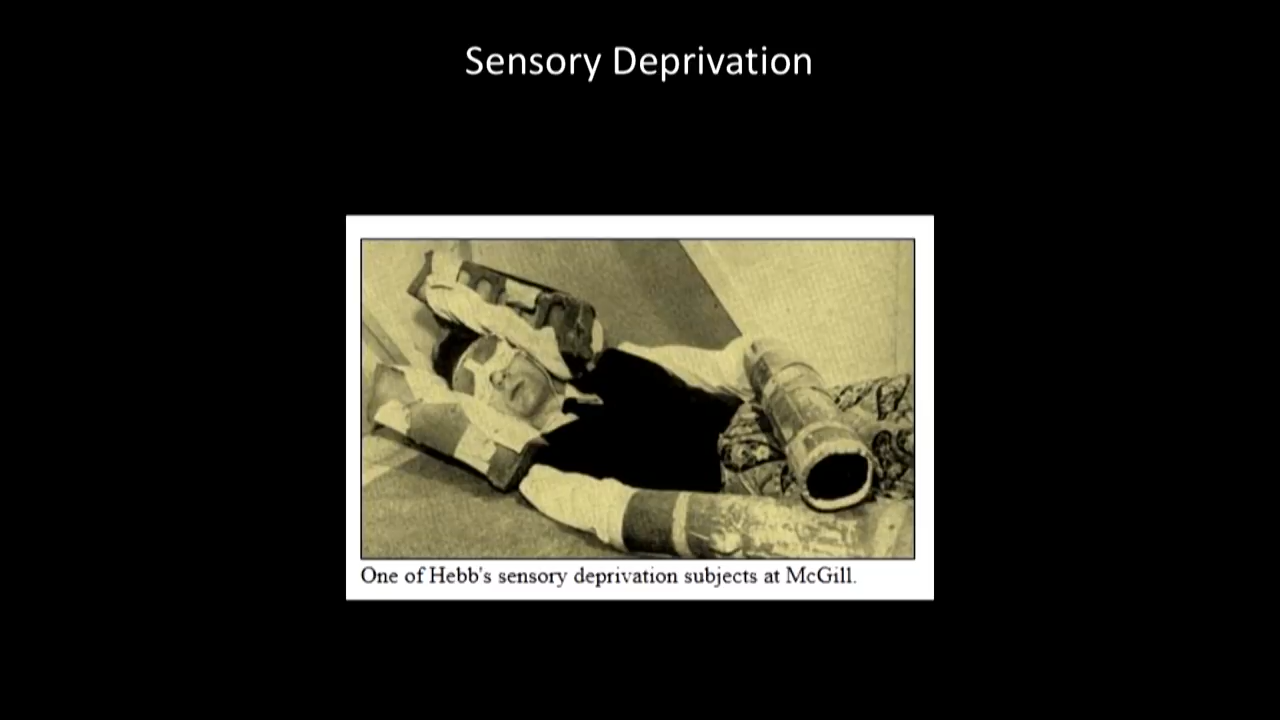 Sensory Deprivation
One of Hebb's sensory deprivation subjects at McGill.